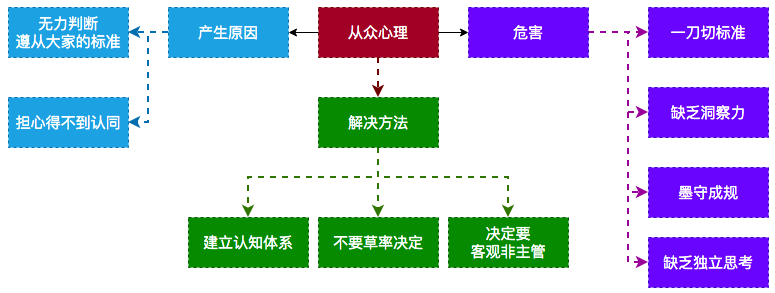 无力判断
遵从大家的标准
产生原因
从众心理
危害
一刀切标准
担心得不到认同
解决方法
缺乏洞察力
墨守成规
建立认知体系
不要草率决定
决定要
客观非主管
缺乏独立思考